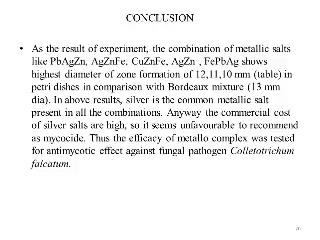 CONCLUSION
• As the result of experiment, the combination of metallic salts
like PbAgZn, AgZnFe, CuZnFe, AgZn , FePbAg shows
highest diameter of zone formation of 12,11,10 mm (table) in
petri dishes in comparison with Bordeaux mixture (13 mm
dia). In above results, silver is the common metallic salt
present in all the combinations. Anyway the commercial cost
of silver salts are high, so it seems unfavourable to recommend
as mycocide. Thus the efficacy of metallo complex was tested
for antimycotic effect against fungal pathogen Colletotrichum
falcatum.